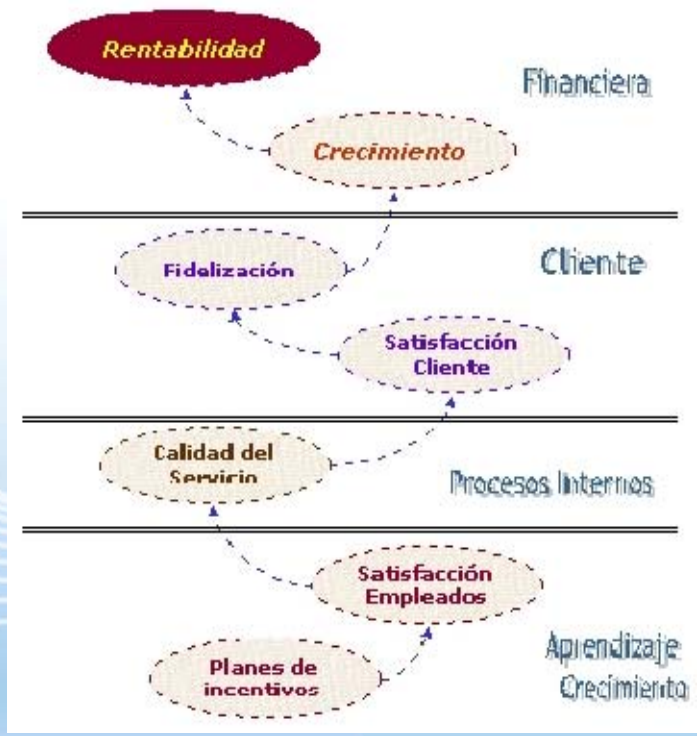 Rentabilidad
Financiera
Crecimiento
Cliente
Fidelización
Satisfacción
Cliente
Calidad del
Servicio
Procesos Internos
Satisfacción
Empleados
Aprendizaje
Crecimiento
Planes de
incentivos